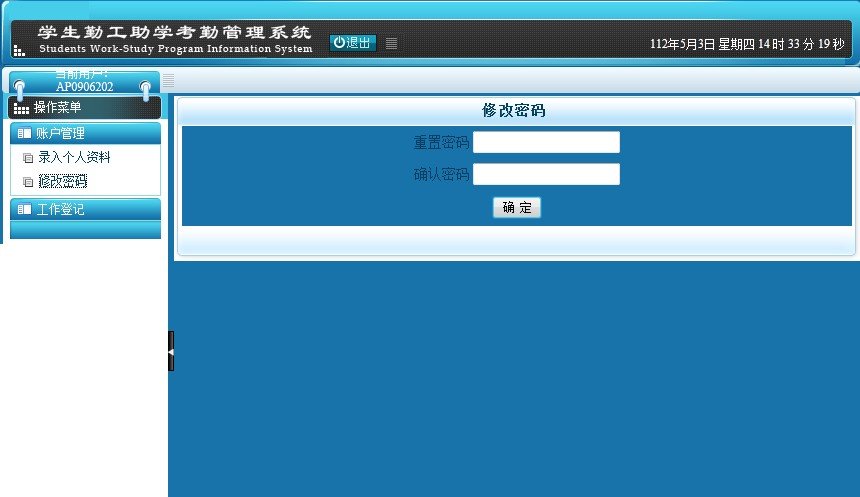 学生勤工助学考勤管理系统
Students Work-Study Program Information System
退出
112年5月3日 星期四 14 时 33 分 19 秒
当前用户:
AP0906202
操作菜单
账户管理
录入个人资料
修改密码
工作登记
修改密码
重置密码
确认密码
确 定